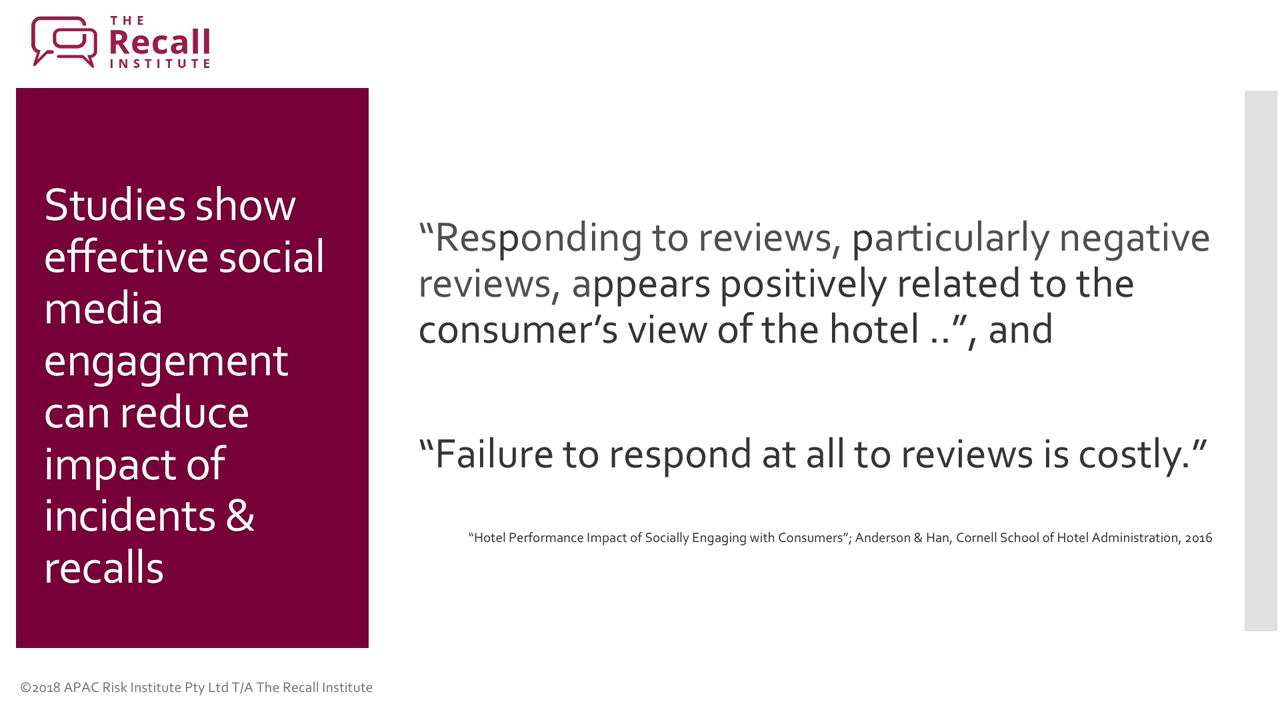 THE
Recall
INSTITUTE
Studies show
effective social
media
engagement
can reduce
impact of
incidents &
recalls
“Responding to reviews, particularly negative
reviews, appears positively related to the
consumer’s view of the hotel ..”, and
“Failure to respond at all to reviews is costly.”
“Hotel Performance Impact of Socially Engaging with Consumers”; Anderson & Han, Cornell School of Hotel Administration, 2016
©2018 APAC Risk Institute Pty Ltd T/A The Recall Institute